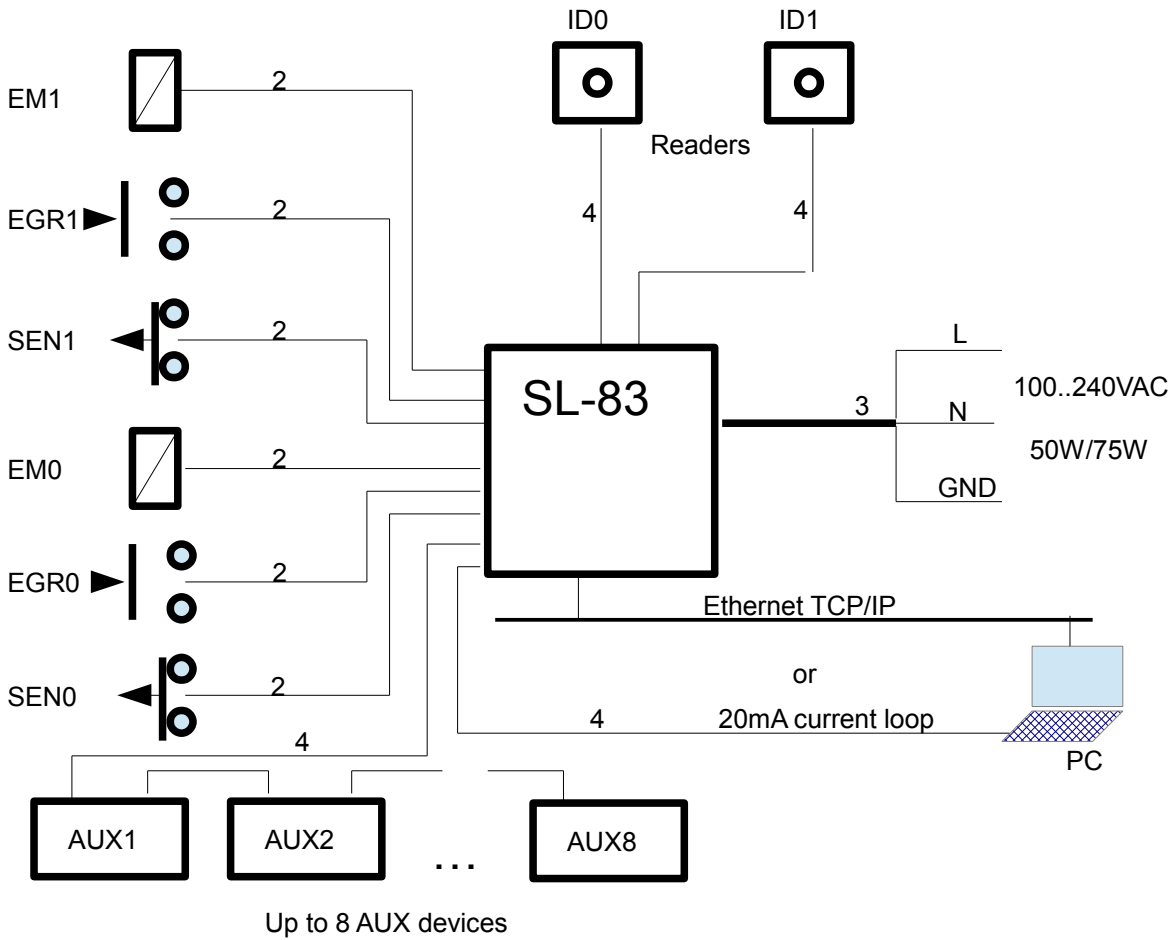 ID0
ID1
Readers
EM1
2
EGR1
2
4
4
SEN1
2
L
100..240VAC
SL-83
3
N
50W/75W
EM0
2
GND
EGR0
2
Ethernet TCP/IP
or
SEN0
2
4
20mA current loop
4
PC
AUX1
AUX2
...
AUX8
Up to 8 AUX devices